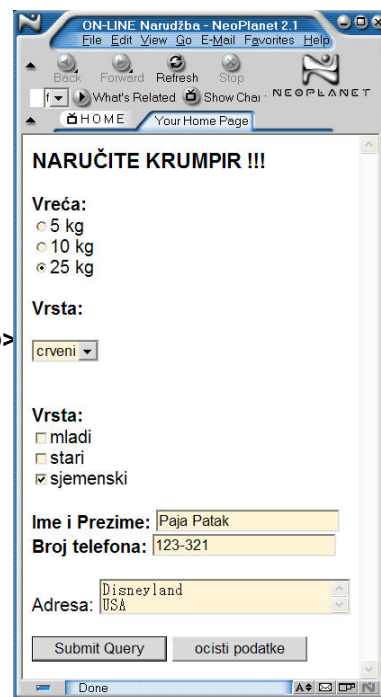 ON-LINE Narudžba - NeoPlanet 2.1
File Edit View Go E-Mail Favorites Help
Back Forward Refresh Stop
What's Related Show Chai NEOPLANET
HOME Your Home Page
NARUČITE KRUMPIR !!!
Vreća:
5 kg
10 kg
25 kg
Vrsta:
>
crveni
Vrsta:
mladi
stari
sjemenski
Ime i Prezime: Paja Patak
Broj telefona: 123-321
Disneyland
Adresa: USA
Submit Query ocisti podatke
Done A